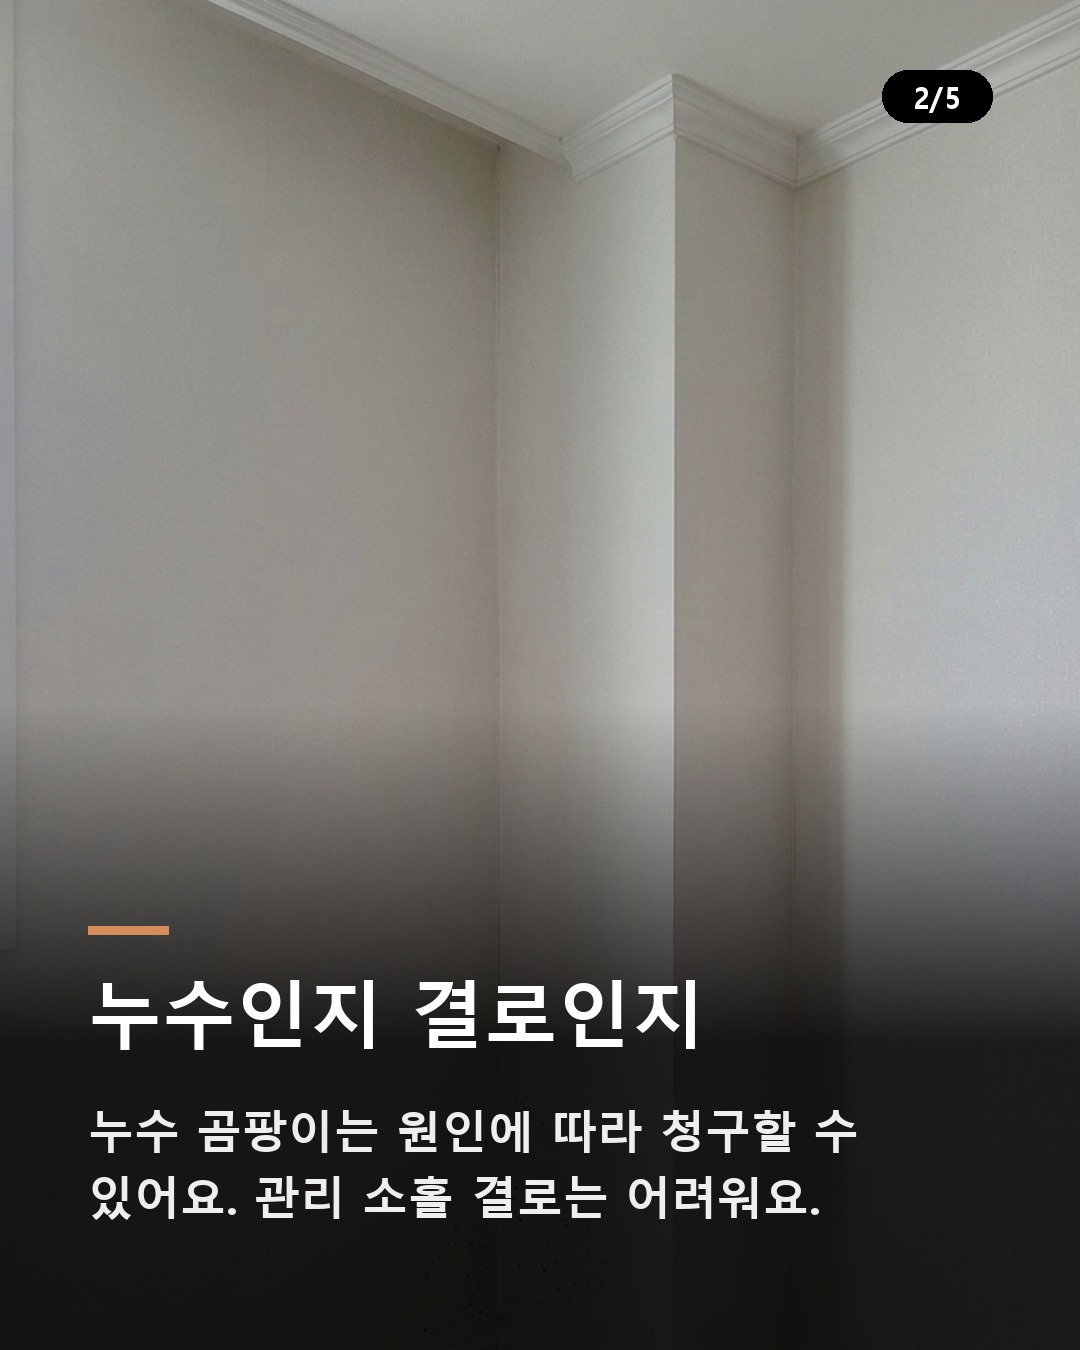 2/5
누수인지 결로인지
누수 곰팡이는 원인에 따라 청구할 수
있어요. 관리 소홀 결로는 어려워요.